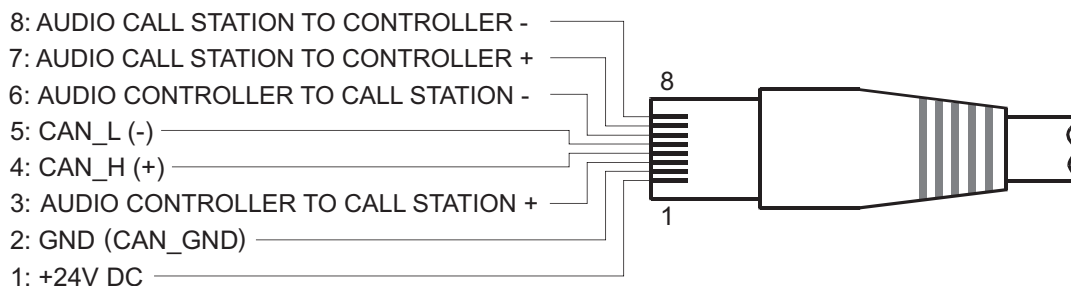 8: AUDIO CALL STATION TO CONTROLLER -
7: AUDIO CALL STATION TO CONTROLLER +
6: AUDIO CONTROLLER TO CALL STATION -
5: CAN_L (-)
4: CAN_H (+)
3: AUDIO CONTROLLER TO CALL STATION +
2: GND (CAN_GND)
1: +24V DC
8
1